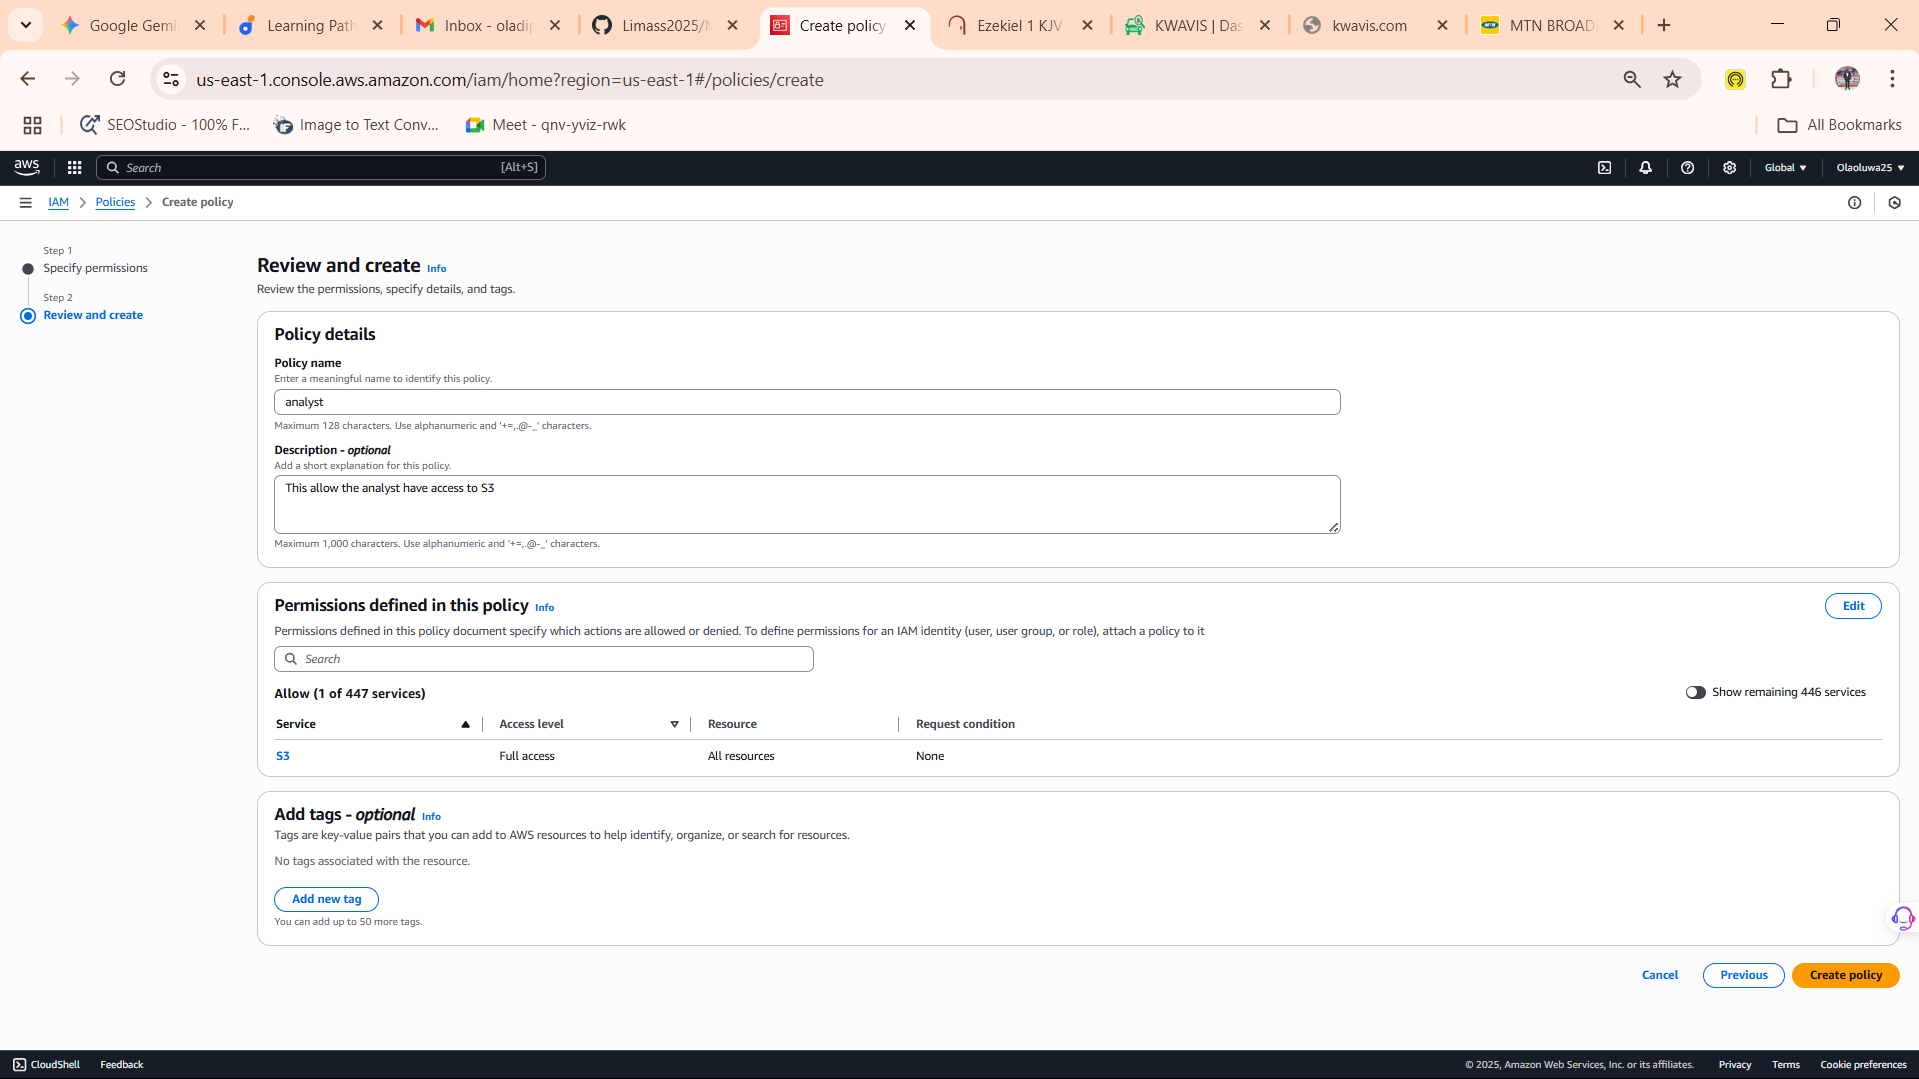 Google Gemi
Learning Path
Inbox - oladip
Limass2025/M
Create policy
Ezekiel 1 KJV
KWAVIS | Das
kwavis.com
MTN BROAD
us-east-1.console.aws.amazon.com/iam/home?region=us-east-1#/policies/create
SEOStudio - 100% F...
Image to Text Conv...
Meet - qnv-yviz-rwk
All Bookmarks
aws
Search
[Alt+S]
Global
Olaoluwa25
IAM
Policies
Create policy
Step 1
Specify permissions
Step 2
Review and create
Review and create Info
Review the permissions, specify details, and tags.
Policy details
Policy name
Enter a meaningful name to identify this policy.
analyst
Maximum 128 characters. Use alphanumeric and '+=,.@-_' characters.
Description - optional
Add a short explanation for this policy.
This allow the analyst have access to S3
Maximum 1,000 characters. Use alphanumeric and '+=,.@-_' characters.
Permissions defined in this policy Info
Edit
Permissions defined in this policy document specify which actions are allowed or denied. To define permissions for an IAM identity (user, user group, or role), attach a policy to it
Search
Allow (1 of 447 services)
Show remaining 446 services
Service
Access level
Resource
Request condition
S3
Full access
All resources
None
Add tags - optional Info
Tags are key-value pairs that you can add to AWS resources to help identify, organize, or search for resources.
No tags associated with the resource.
Add new tag
You can add up to 50 more tags.
Cancel
Previous
Create policy
CloudShell
Feedback
© 2025, Amazon Web Services, Inc. or its affiliates.
Privacy
Terms
Cookie preferences